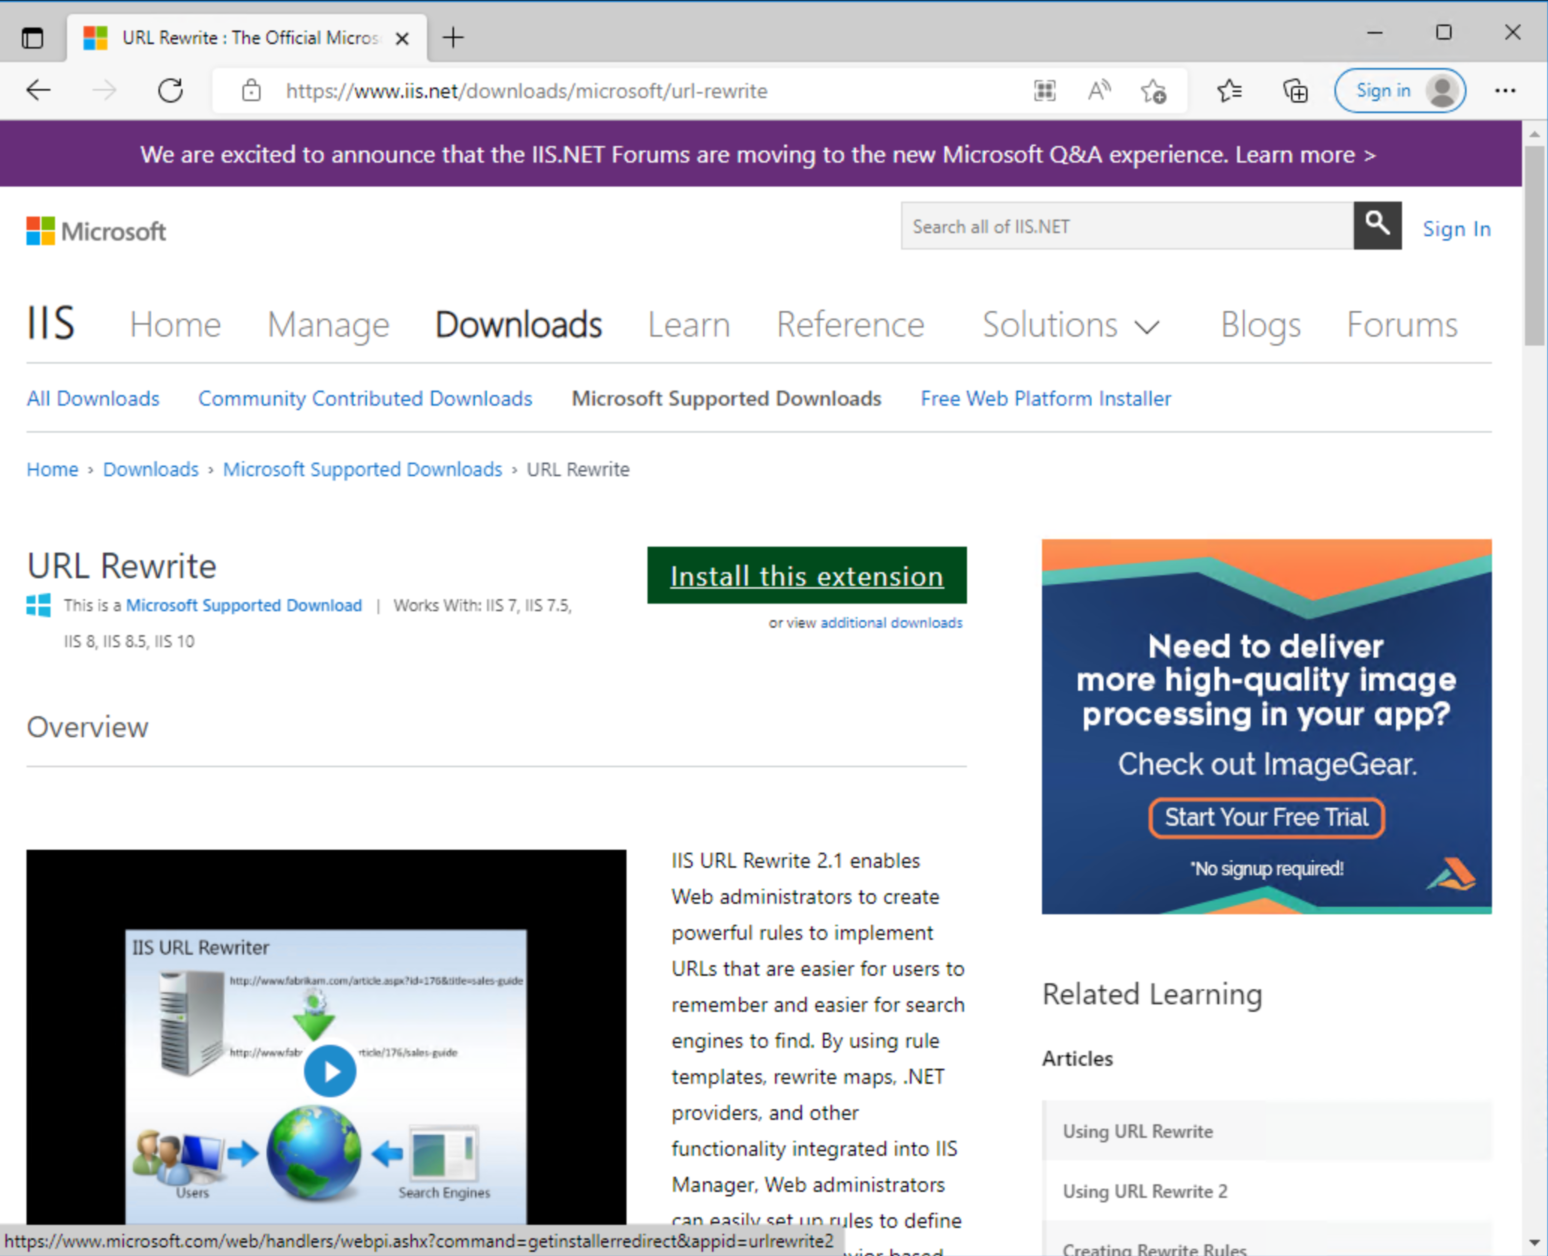 URL Rewrite : The Official Micros
https://www.iis.net/downloads/microsoft/url-rewrite
Sign in
We are excited to announce that the IIS.NET Forums are moving to the new Microsoft Q&A experience. Learn more >
Microsoft
Search all of IIS.NET
Sign In
IIS Home Manage Downloads Learn Reference Solutions Blogs Forums
All Downloads Community Contributed Downloads Microsoft Supported Downloads Free Web Platform Installer
Home › Downloads › Microsoft Supported Downloads › URL Rewrite
URL Rewrite
This is a Microsoft Supported Download | Works With: IIS 7, IIS 7.5,
IIS 8, IIS 8.5, IIS 10
Install this extension
or view additional downloads
Overview
IIS URL Rewriter
http://www.fabrikam.com/article.aspx?id=176&title=sales-guide
http://www.fab
rticle/176/sales-guide
Users
Search Engines
IIS URL Rewrite 2.1 enables
Web administrators to create
powerful rules to implement
URLs that are easier for users to
remember and easier for search
engines to find. By using rule
templates, rewrite maps, .NET
providers, and other
functionality integrated into IIS
Manager, Web administrators
can easily set up rules to define
Need to deliver
more high-quality image
processing in your app?
Check out ImageGear.
Start Your Free Trial
*No signup required!
Related Learning
Articles
Using URL Rewrite
Using URL Rewrite 2
Creating Rewrite Rules
https://www.microsoft.com/web/handlers/webpi.ashx?command=getinstallerredirect&appid=urlrewrite2